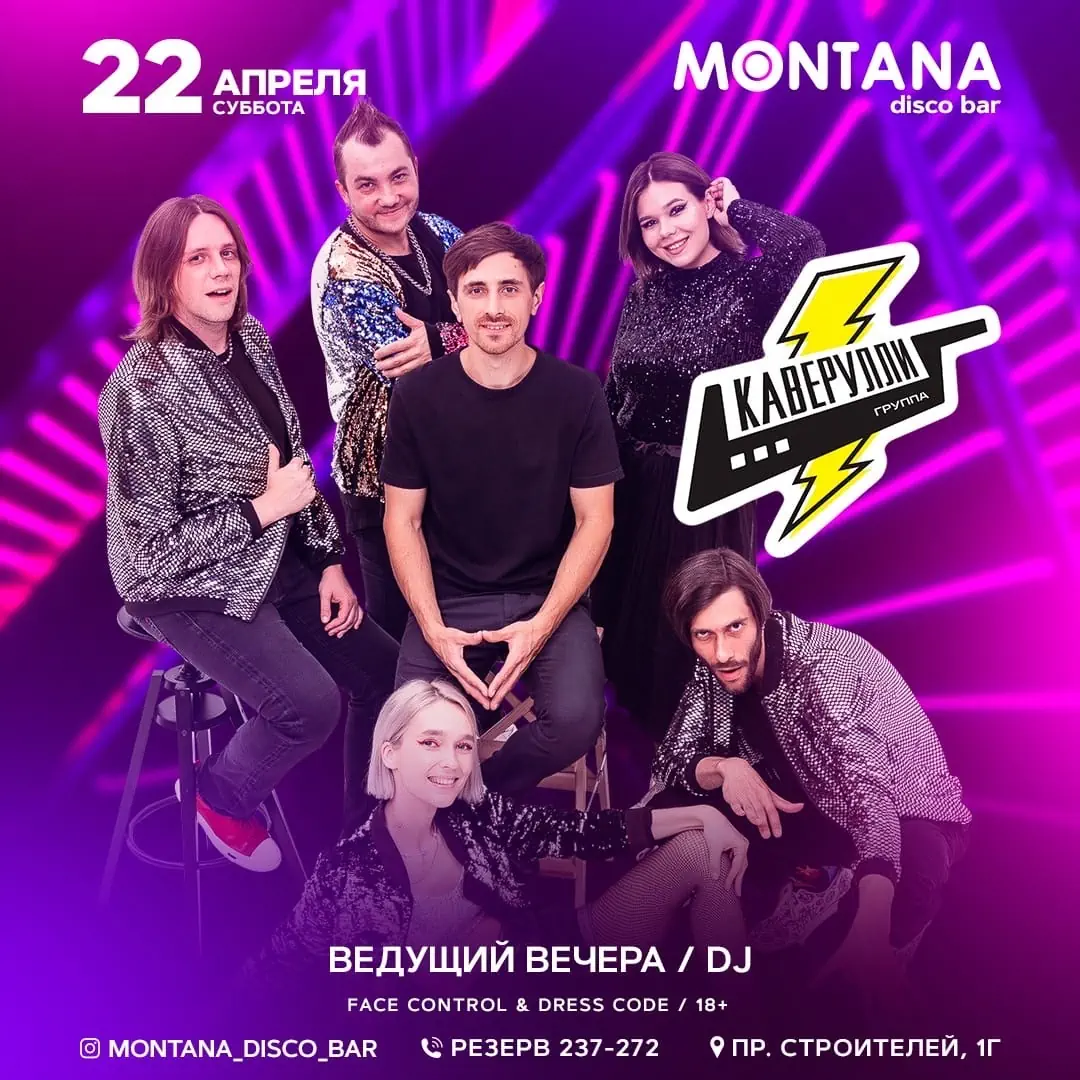 22 АПРЕЛЯ
СУББОТА
MONTANA
disco bar
КАВЕРУЛЛИ
ГРУППА
ВЕДУЩИЙ ВЕЧЕРА / DJ
FACE CONTROL & DRESS CODE / 18+
MONTANA_DISCO_BAR
РЕЗЕРВ 237-272
ПР. СТРОИТЕЛЕЙ, 1Г